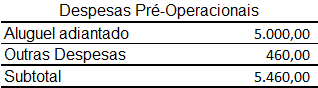 Despesas Pré-Operacionais
Aluguel adiantado 5.000,00
Outras Despesas 460,00
Subtotal 5.460,00